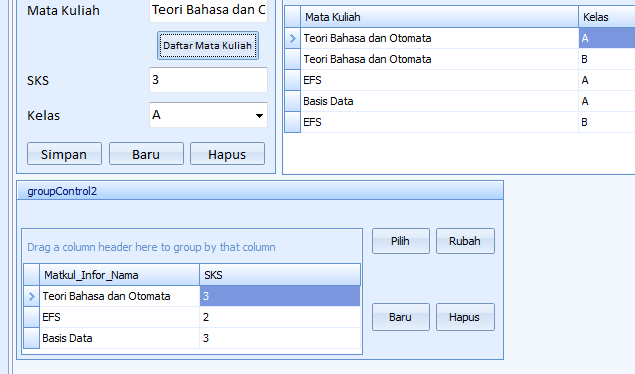 Mata Kuliah
Teori Bahasa dan C
Daftar Mata Kuliah
SKS
3
Kelas
A
Simpan
Baru
Hapus
Mata Kuliah Kelas
Teori Bahasa dan Otomata A
Teori Bahasa dan Otomata B
EFS A
Basis Data A
EFS B
groupControl2
Drag a column header here to group by that column
Matkul_Infor_Nama SKS
Teori Bahasa dan Otomata 3
EFS 2
Basis Data 3
Pilih
Rubah
Baru
Hapus